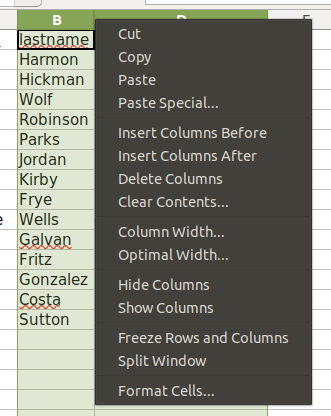 B
lastname
Harmon
Hickman
Wolf
Robinson
Parks
Jordan
Kirby
Frye
Wells
Galvan
Fritz
Gonzalez
Costa
Sutton
Cut
Copy
Paste
Paste Special...
Insert Columns Before
Insert Columns After
Delete Columns
Clear Contents...
Column Width...
Optimal Width...
Hide Columns
Show Columns
Freeze Rows and Columns
Split Window
Format Cells...